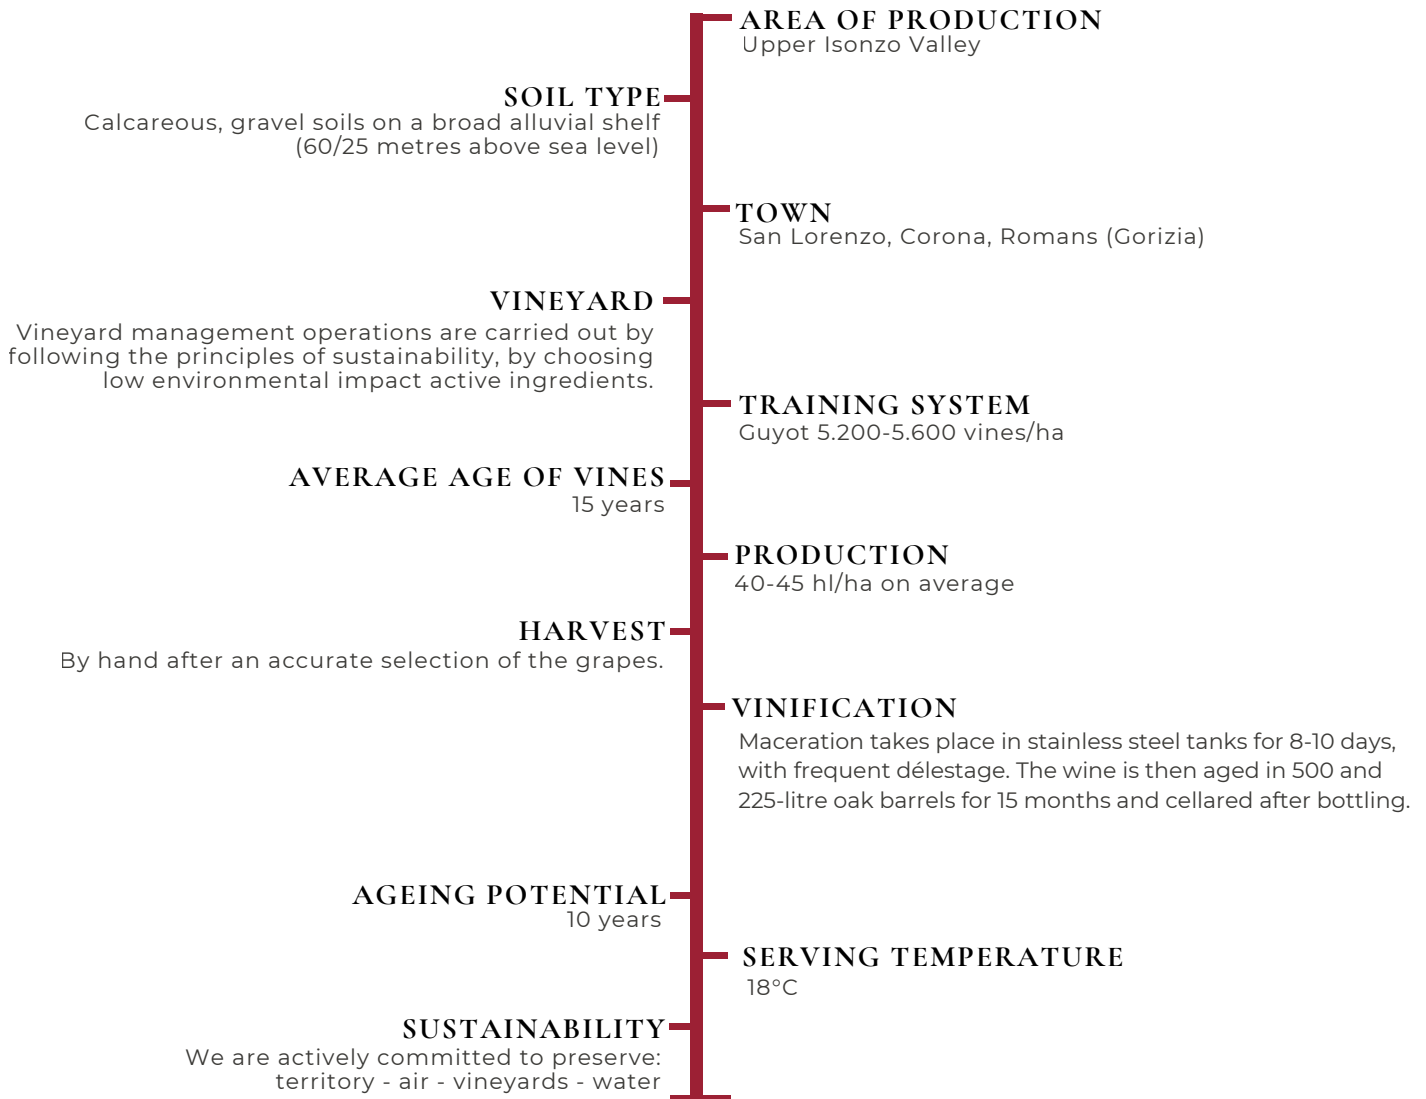 AREA OF PRODUCTION
Upper Isonzo Valley
SOIL TYPE
Calcareous, gravel soils on a broad alluvial shelf
(60/25 metres above sea level)
TOWN
San Lorenzo, Corona, Romans (Gorizia)
VINEYARD
Vineyard management operations are carried out by
following the principles of sustainability, by choosing
low environmental impact active ingredients.
TRAINING SYSTEM
Guyot 5.200-5.600 vines/ha
AVERAGE AGE OF VINES
15 years
PRODUCTION
40-45 hl/ha on average
HARVEST
By hand after an accurate selection of the grapes.
VINIFICATION
Maceration takes place in stainless steel tanks for 8-10 days,
with frequent délestage. The wine is then aged in 500 and
225-litre oak barrels for 15 months and cellared after bottling.
AGEING POTENTIAL
10 years
SERVING TEMPERATURE
18°C
SUSTAINABILITY
We are actively committed to preserve:
territory - air - vineyards - water